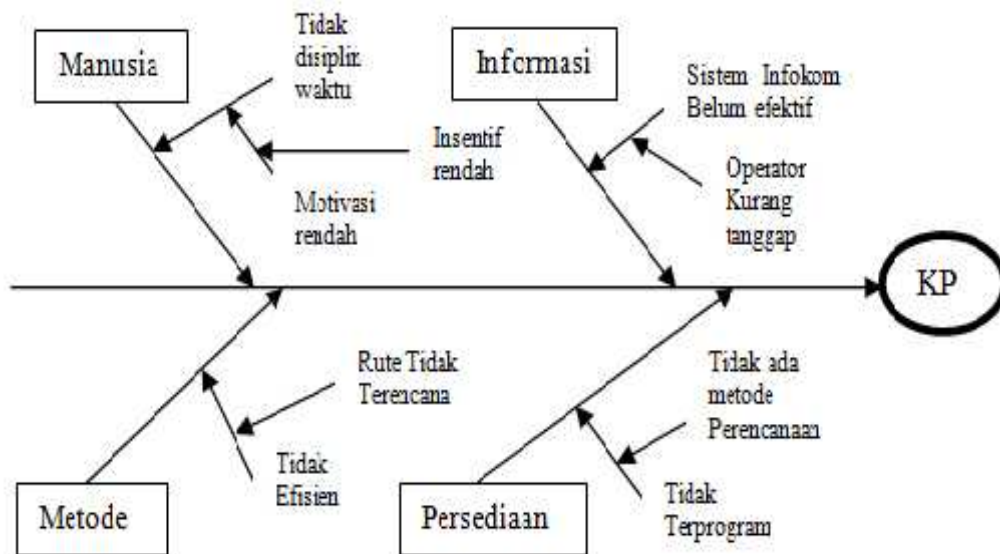 Manusia
Tidak
disiplin
waktu
Insentif
rendah
Motivasi
rendah
Informasi
Sistem Infokom
Belum efektif
Operator
Kurang
tanggap
KP
Rute Tidak
Terencana
Tidak
Efisien
Metode
Tidak ada
metode
Perencanaan
Tidak
Terprogram
Persediaan